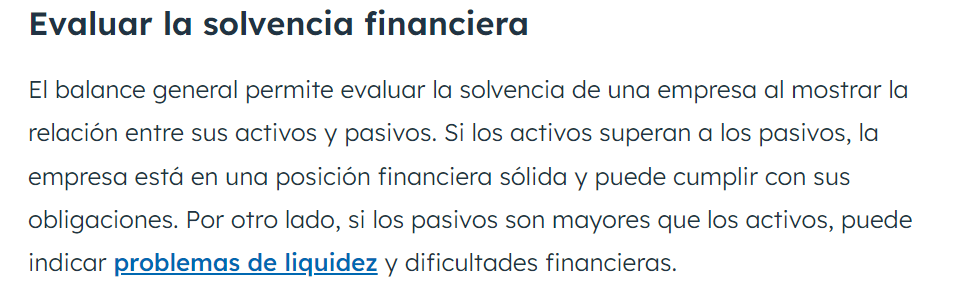 Evaluar la solvencia financiera
El balance general permite evaluar la solvencia de una empresa al mostrar la
relación entre sus activos y pasivos. Si los activos superan a los pasivos, la
empresa está en una posición financiera sólida y puede cumplir con sus
obligaciones. Por otro lado, si los pasivos son mayores que los activos, puede
indicar problemas de liquidez y dificultades financieras.